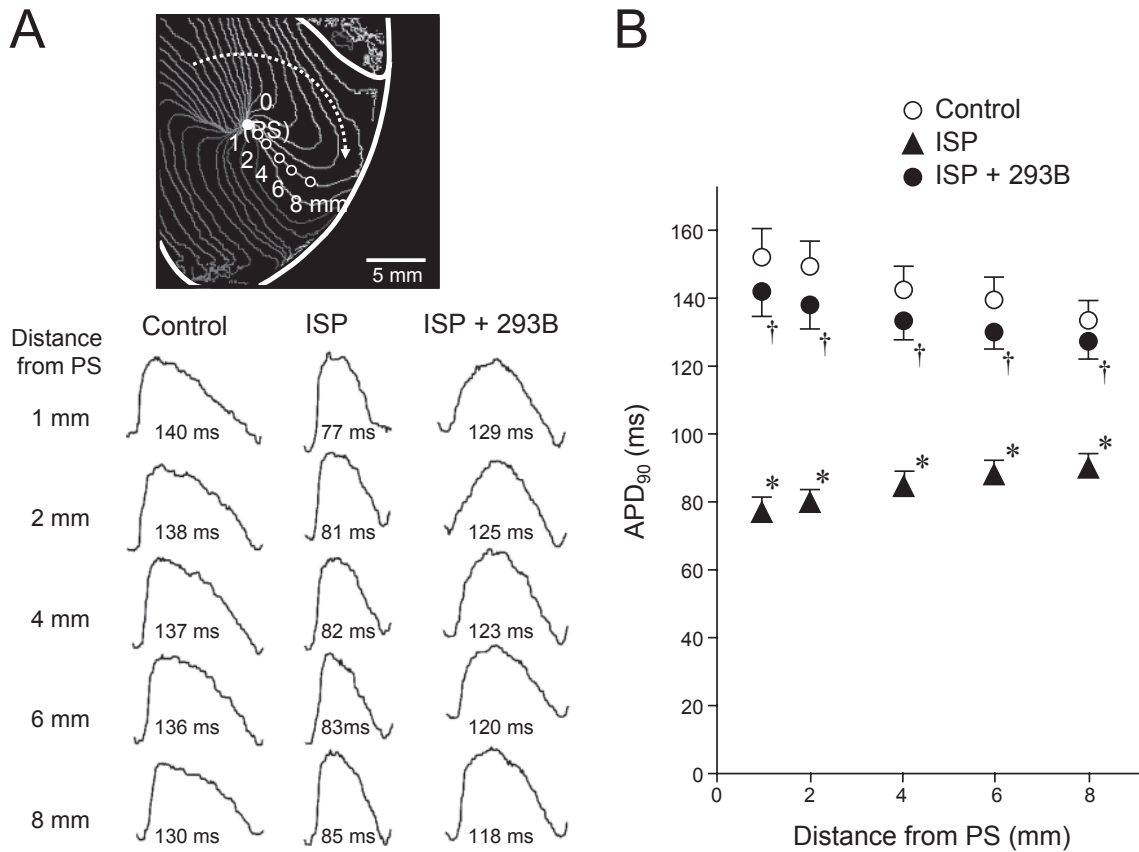 A
0
(PS)
1
2
4
6
8 mm
5 mm
Distance
from PS
Control
ISP
ISP + 293B
1 mm
140 ms
77 ms
129 ms
2 mm
138 ms
81 ms
125 ms
4 mm
137 ms
82 ms
123 ms
6 mm
136 ms
83ms
120 ms
8 mm
130 ms
85 ms
118 ms
B
Control
ISP
ISP + 293B
APD90 (ms)
160
140
120
100
80
60
40
20
0
† † † † †
* * * * *
0 2 4 6 8
Distance from PS (mm)